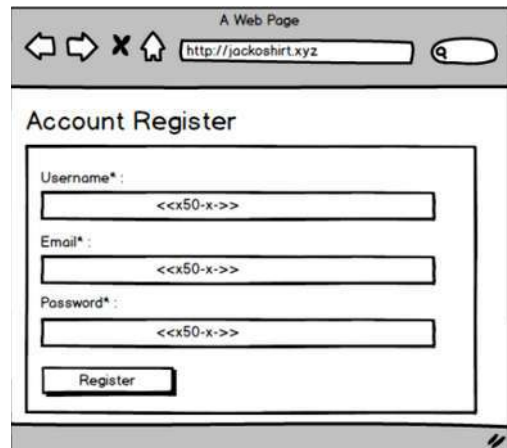 A Web Page
http://jackoshirt.xyz
Account Register
Username* :
<<x50-x->>
Email* :
<<x50-x->>
Password* :
<<x50-x->>
Register